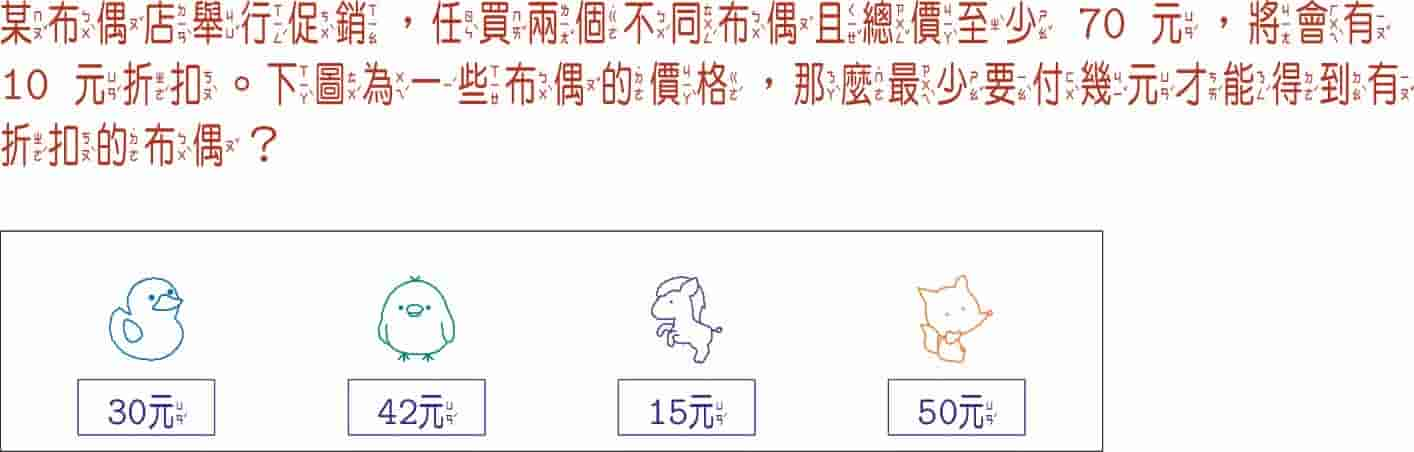 某布偶店舉行促銷，任買兩個不同布偶且總價至少 70 元，將會有
10 元折扣。下圖為一些布偶的價格，那麼最少要付幾元才能得到有
折扣的布偶？
30元 42元 15元 50元